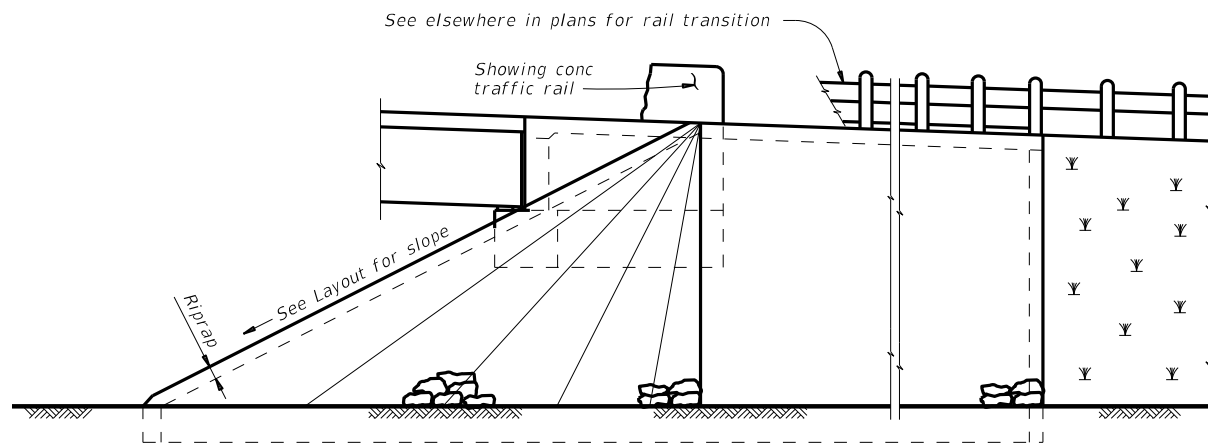 See elsewhere in plans for rail transition
Showing conc
traffic rail
See Layout for slope
Riprap